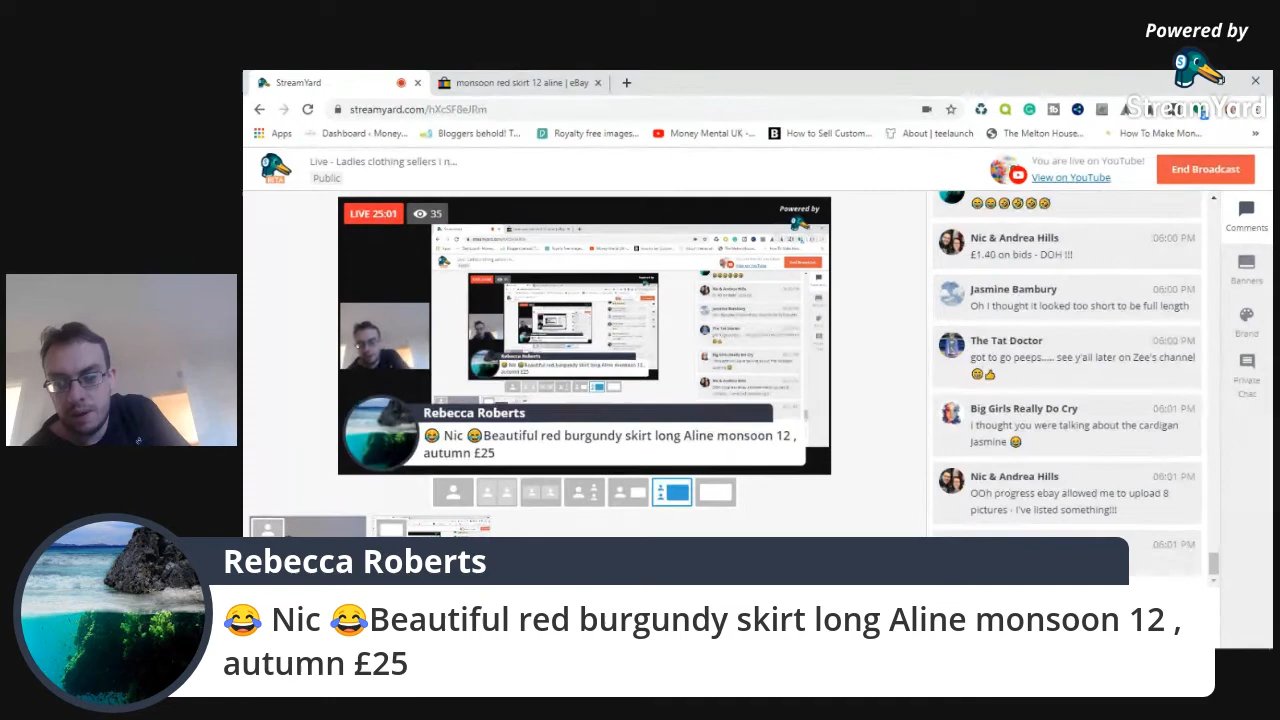 Powered by
StreamYard
StreamYard
monsoon red skirt 12 aline | eBay
streamyard.com/hXcSF8eJRm
Apps
Dashboard ‹ Money...
Bloggers behold! T...
Royalty free images...
Money Mental UK -...
How to Sell Custom...
About | teelaunch
The Melton House...
How To Make Mon...
Live - Ladies clothing sellers I n...
Public
You are live on YouTube!
View on YouTube
End Broadcast
LIVE 25:01
35
Powered by
Rebecca Roberts
😂 Nic 😂Beautiful red burgundy skirt long Aline monsoon 12 ,
autumn £25
Nic & Andrea Hills 06:00 PM
£1.40 on bids - DOH !!!
Jasmine Bambury 06:00 PM
Oh I thought it looked too short to be full length
The Tat Doctor 06:00 PM
got to go peeps..... see y'all later on Zee's channel
Big Girls Really Do Cry 06:01 PM
I thought you were talking about the cardigan
Jasmine 😂
Nic & Andrea Hills 06:01 PM
OOh progress ebay allowed me to upload 8
pictures - I've listed something!!!
06:01 PM
Comments
Banners
Brand
Private
Chat
Rebecca Roberts
😂 Nic 😂Beautiful red burgundy skirt long Aline monsoon 12 ,
autumn £25